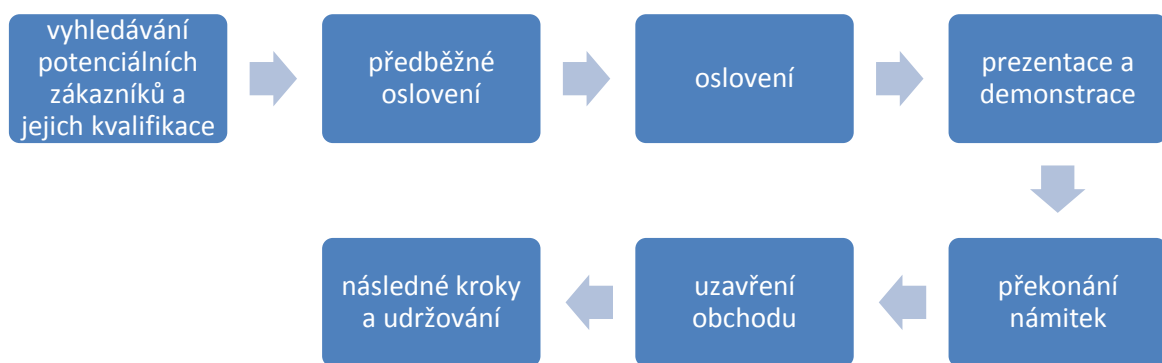 vyhledávání
potenciálních
zákazníků a
jejich kvalifikace
předběžné
oslovení
oslovení
prezentace a
demonstrace
překonání
námitek
uzavření
obchodu
následné kroky
a udržování